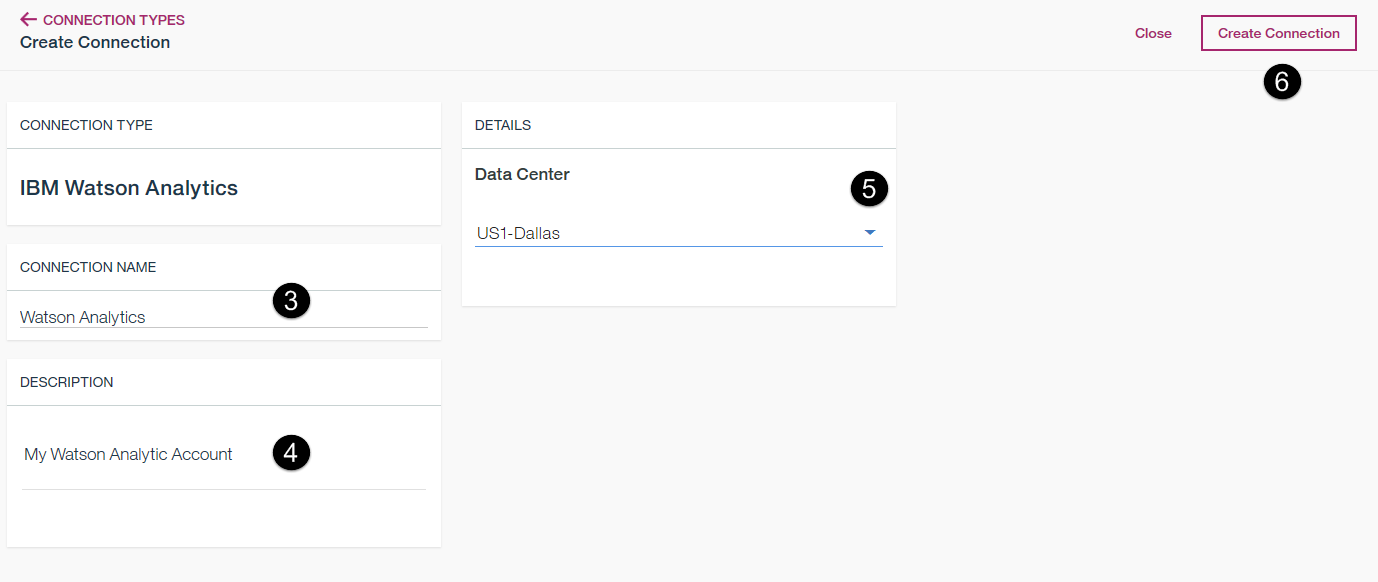 CONNECTION TYPES
Create Connection
Close
Create Connection
6
CONNECTION TYPE
IBM Watson Analytics
CONNECTION NAME
3
Watson Analytics
DESCRIPTION
My Watson Analytic Account
4
DETAILS
Data Center
5
US1-Dallas